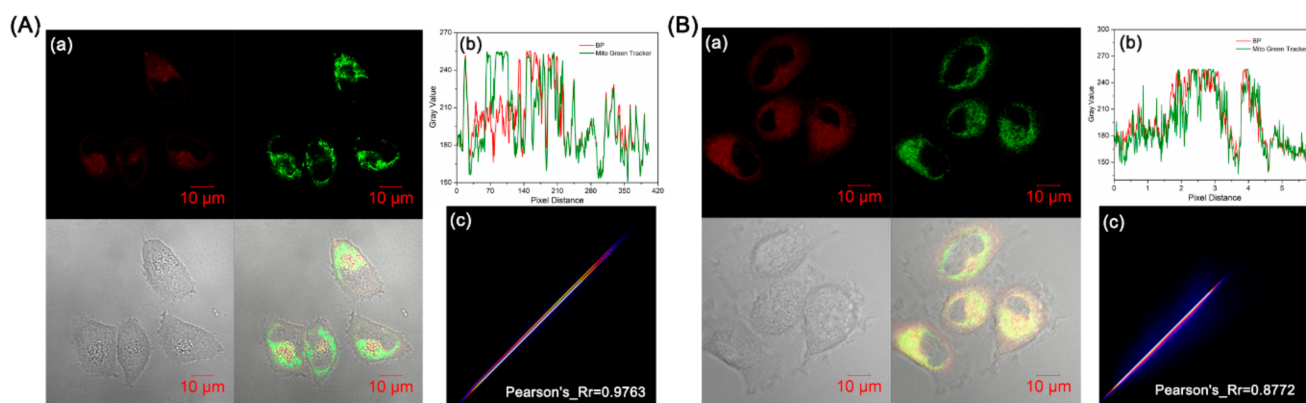 (A)
(a)
10 μm
10 μm
10 μm
10 μm
(b)
270
240
210
180
150
Gray Value
BP
Mito Green Tracker
0
70
140
210
280
350
420
Pixel Distance
(c)
Pearson's_Rr=0.9763
(B)
(a)
10 μm
10 μm
10 μm
10 μm
(b)
300
270
240
210
180
150
Gray Value
BP
Mito Green Tracker
0
1
2
3
4
5
Pixel Distance
(c)
Pearson's_Rr=0.8772